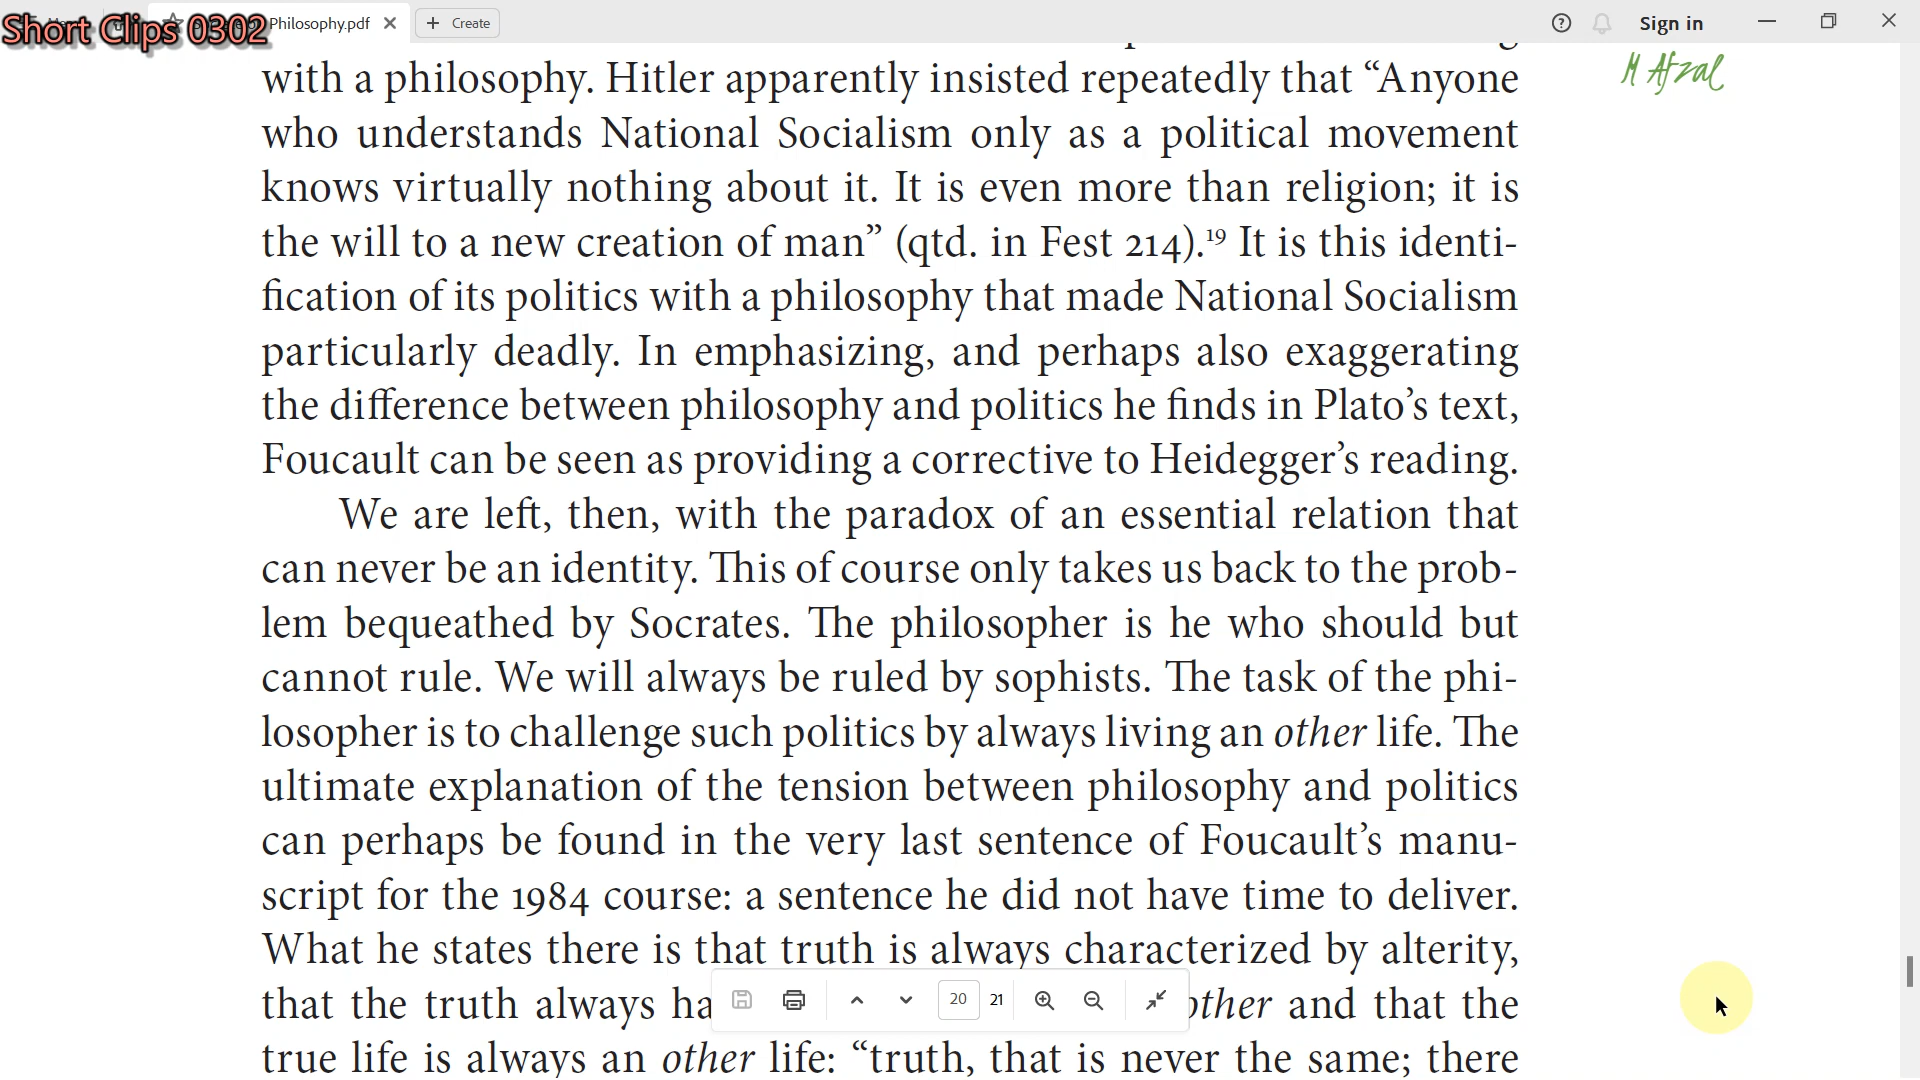 Short Clips 0302
Philosophy.pdf
Create
Sign in
M Afzal
with a philosophy. Hitler apparently insisted repeatedly that “Anyone
who understands National Socialism only as a political movement
knows virtually nothing about it. It is even more than religion; it is
the will to a new creation of man” (qtd. in Fest 214).19 It is this identi-
fication of its politics with a philosophy that made National Socialism
particularly deadly. In emphasizing, and perhaps also exaggerating
the difference between philosophy and politics he finds in Plato’s text,
Foucault can be seen as providing a corrective to Heidegger’s reading.
We are left, then, with the paradox of an essential relation that
can never be an identity. This of course only takes us back to the prob-
lem bequeathed by Socrates. The philosopher is he who should but
cannot rule. We will always be ruled by sophists. The task of the phi-
losopher is to challenge such politics by always living an other life. The
ultimate explanation of the tension between philosophy and politics
can perhaps be found in the very last sentence of Foucault’s manu-
script for the 1984 course: a sentence he did not have time to deliver.
What he states there is that truth is always characterized by alterity,
that the truth always ha other and that the
20 21
true life is always an other life: “truth, that is never the same; there